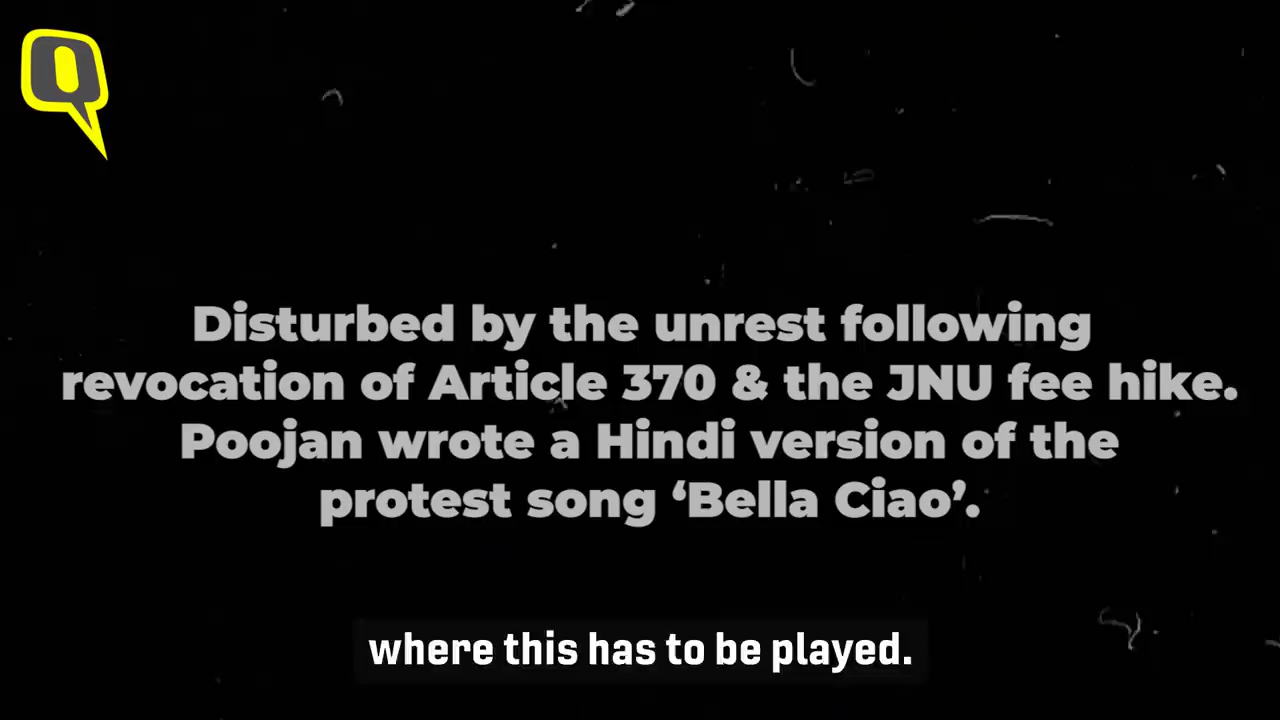 Disturbed by the unrest following
revocation of Article 370 & the JNU fee hike.
Poojan wrote a Hindi version of the
protest song ‘Bella Ciao’.
where this has to be played.